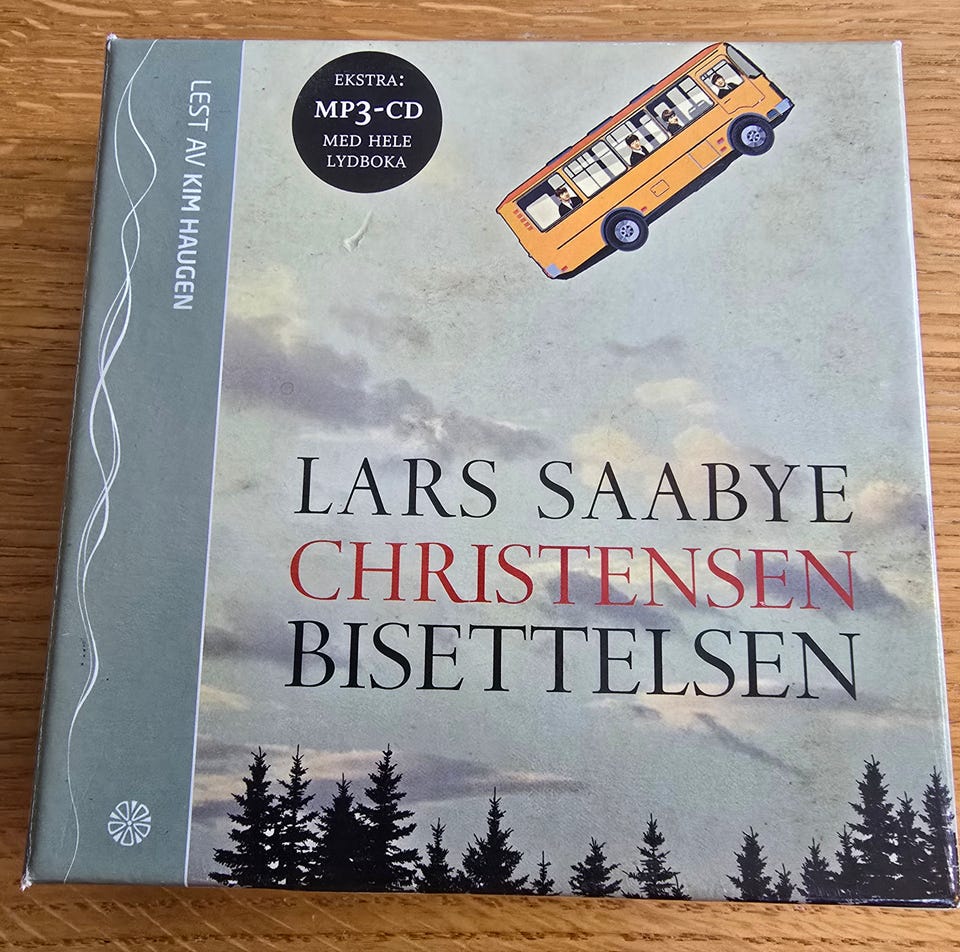 LEST AV KIM HAUGEN
EKSTRA:
MP3-CD
MED HELE
LYDBOKA
LARS SAABYE
CHRISTENSEN
BISETTELSEN